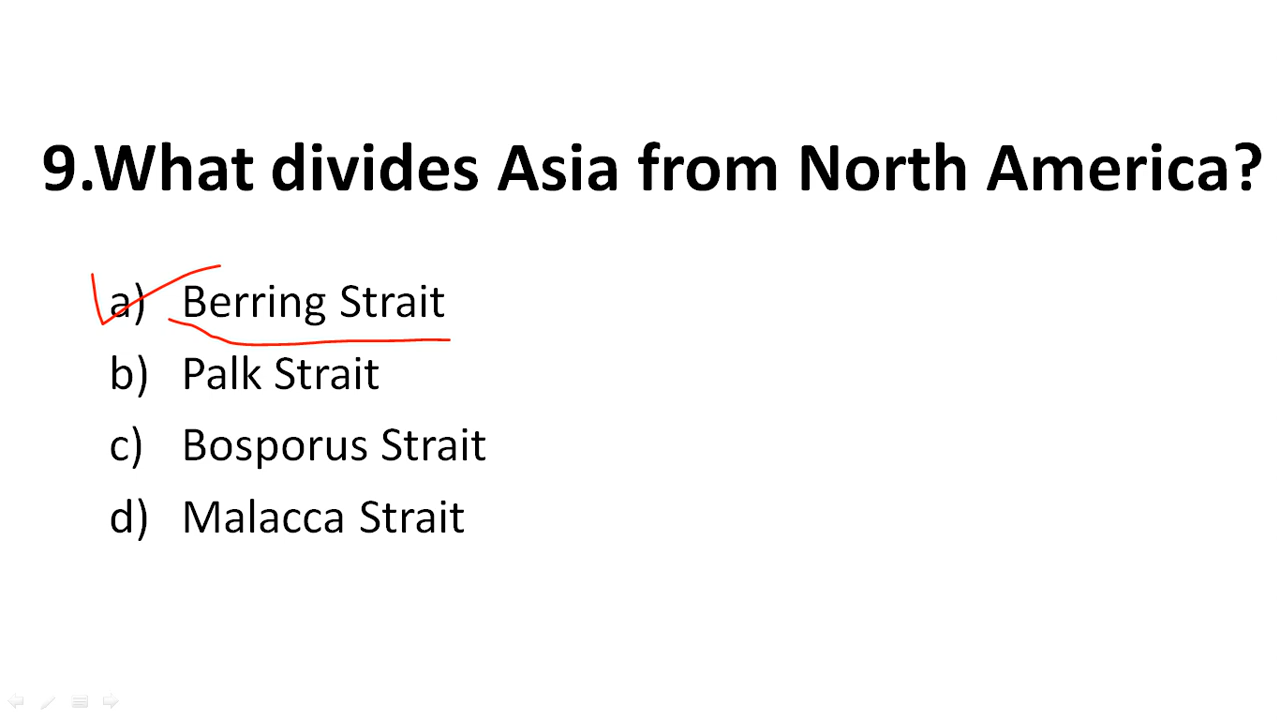 9.What divides Asia from North America?
a) Berring Strait
b) Palk Strait
c) Bosporus Strait
d) Malacca Strait